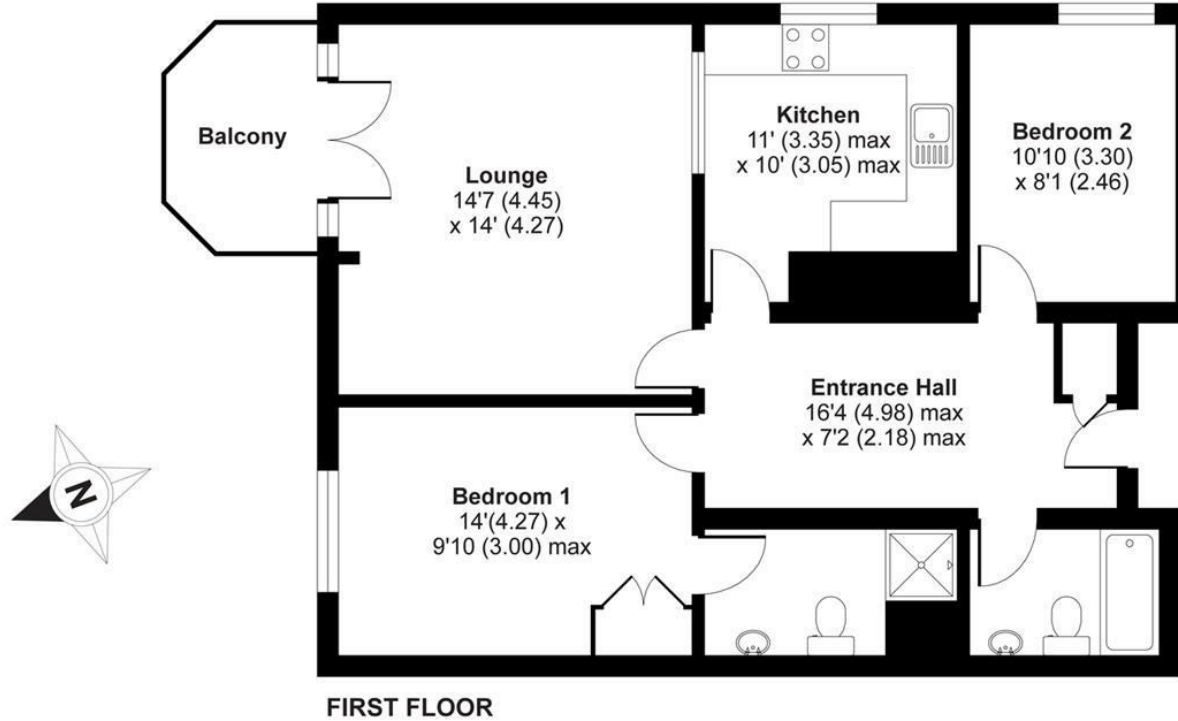 Balcony
Lounge
14'7 (4.45)
x 14' (4.27)
Kitchen
11' (3.35) max
x 10' (3.05) max
Bedroom 2
10'10 (3.30)
x 8'1 (2.46)
Entrance Hall
16'4 (4.98) max
x 7'2 (2.18) max
Bedroom 1
14'(4.27) x
9'10 (3.00) max
N
FIRST FLOOR